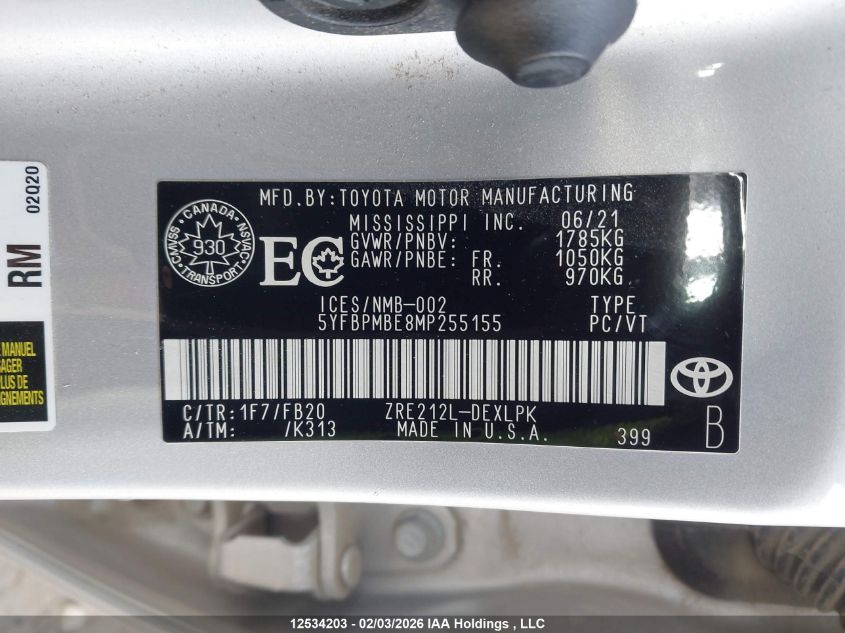 02Q20
RM
E MANUEL
AGER
PLUS DE
IGNEMENTS
MFD.BY:TOYOTA MOTOR MANUFACTURING
MISSISSIPPI INC. 06/21
GVWR/PNBV: 1785KG
GAWR/PNBE: FR. 1050KG
RR. 970KG
CANADA
CMVSS 930 NSVAC
TRANSPORT
EC
ICES/NMB-002 TYPE
5YFBPMBE8MP255155 PC/VT
C/TR:1F7/FB20 ZRE212L-DEXLPK
A/TM: /K313 MADE IN U.S.A. 399 B
12534203 - 02/03/2026 IAA Holdings , LLC